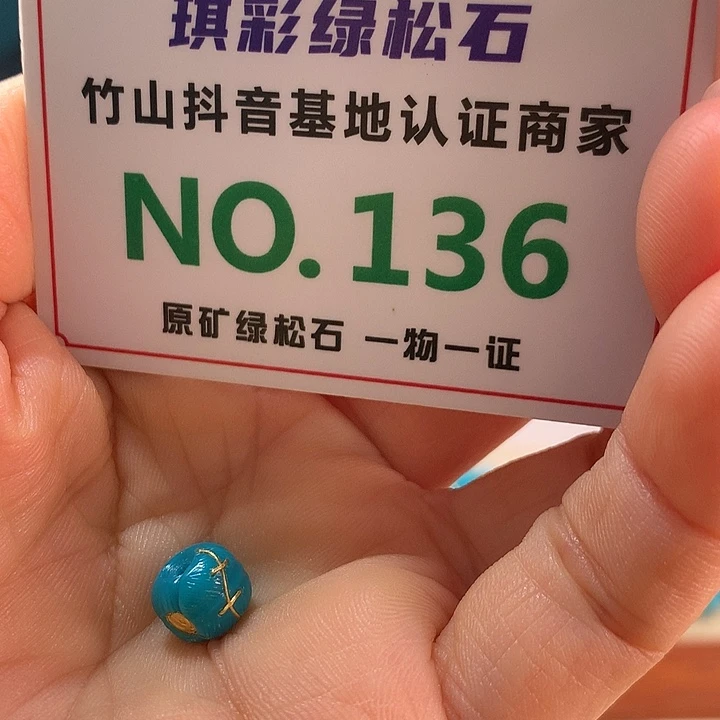 琪彩绿松石
竹山抖音基地认证商家
NO.136
原矿绿松石 一物一证